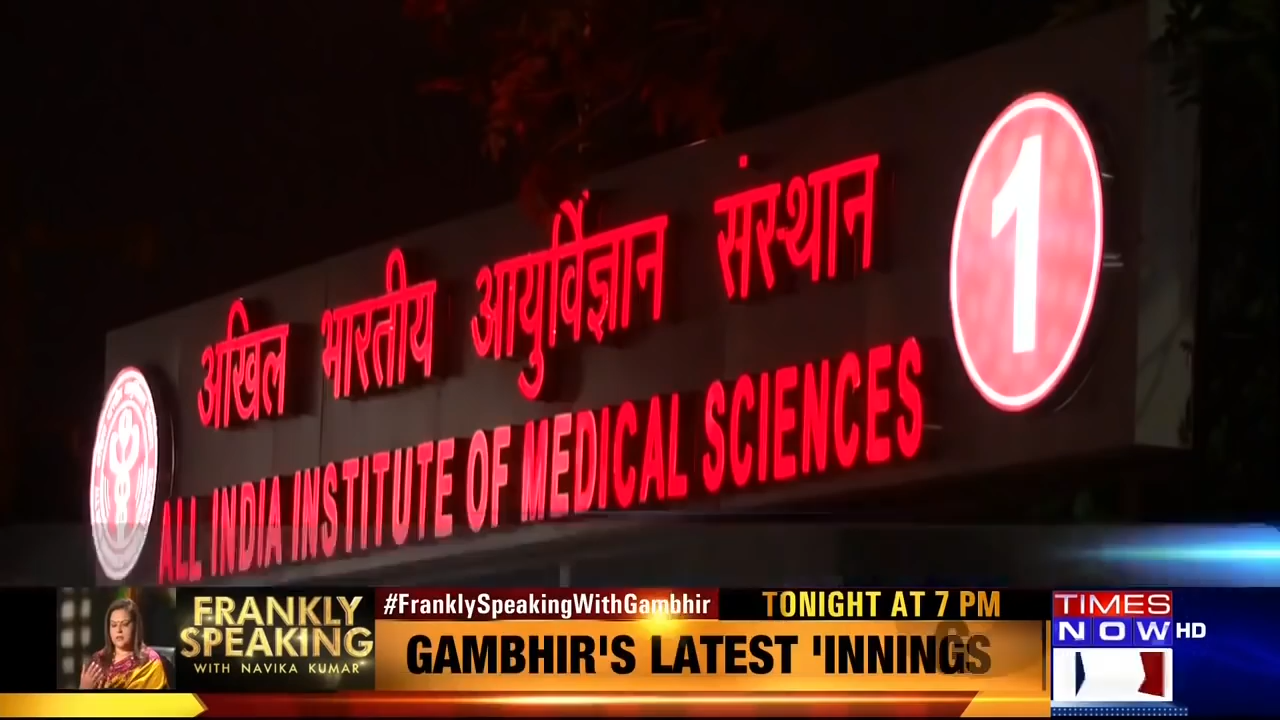 अखिल भारतीय आयुर्विज्ञान संस्थान
1
ALL INDIA INSTITUTE OF MEDICAL SCIENCES
FRANKLY
SPEAKING
WITH NAVIKA KUMAR
#FranklySpeakingWithGambhir
TONIGHT AT 7 PM
GAMBHIR'S LATEST 'INNINGS
TIMES
NOW HD